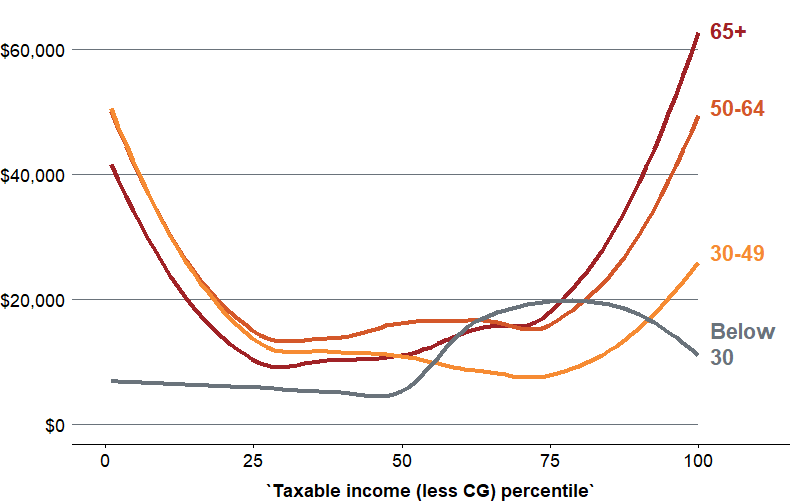 65+
$60,000
50-64
$40,000
30-49
$20,000
Below
30
$0
0 25 50 75 100
`Taxable income (less CG) percentile`